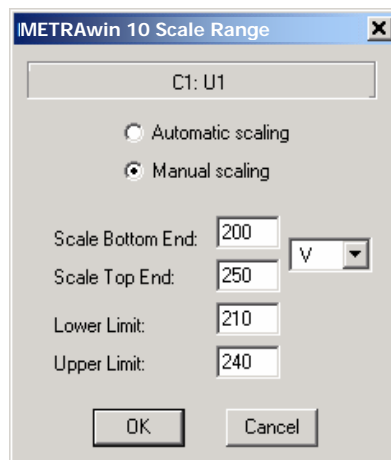 METRAwin 10 Scale Range
C1: U1
Automatic scaling
Manual scaling
Scale Bottom End: 200
V
Scale Top End: 250
Lower Limit: 210
Upper Limit: 240
OK Cancel